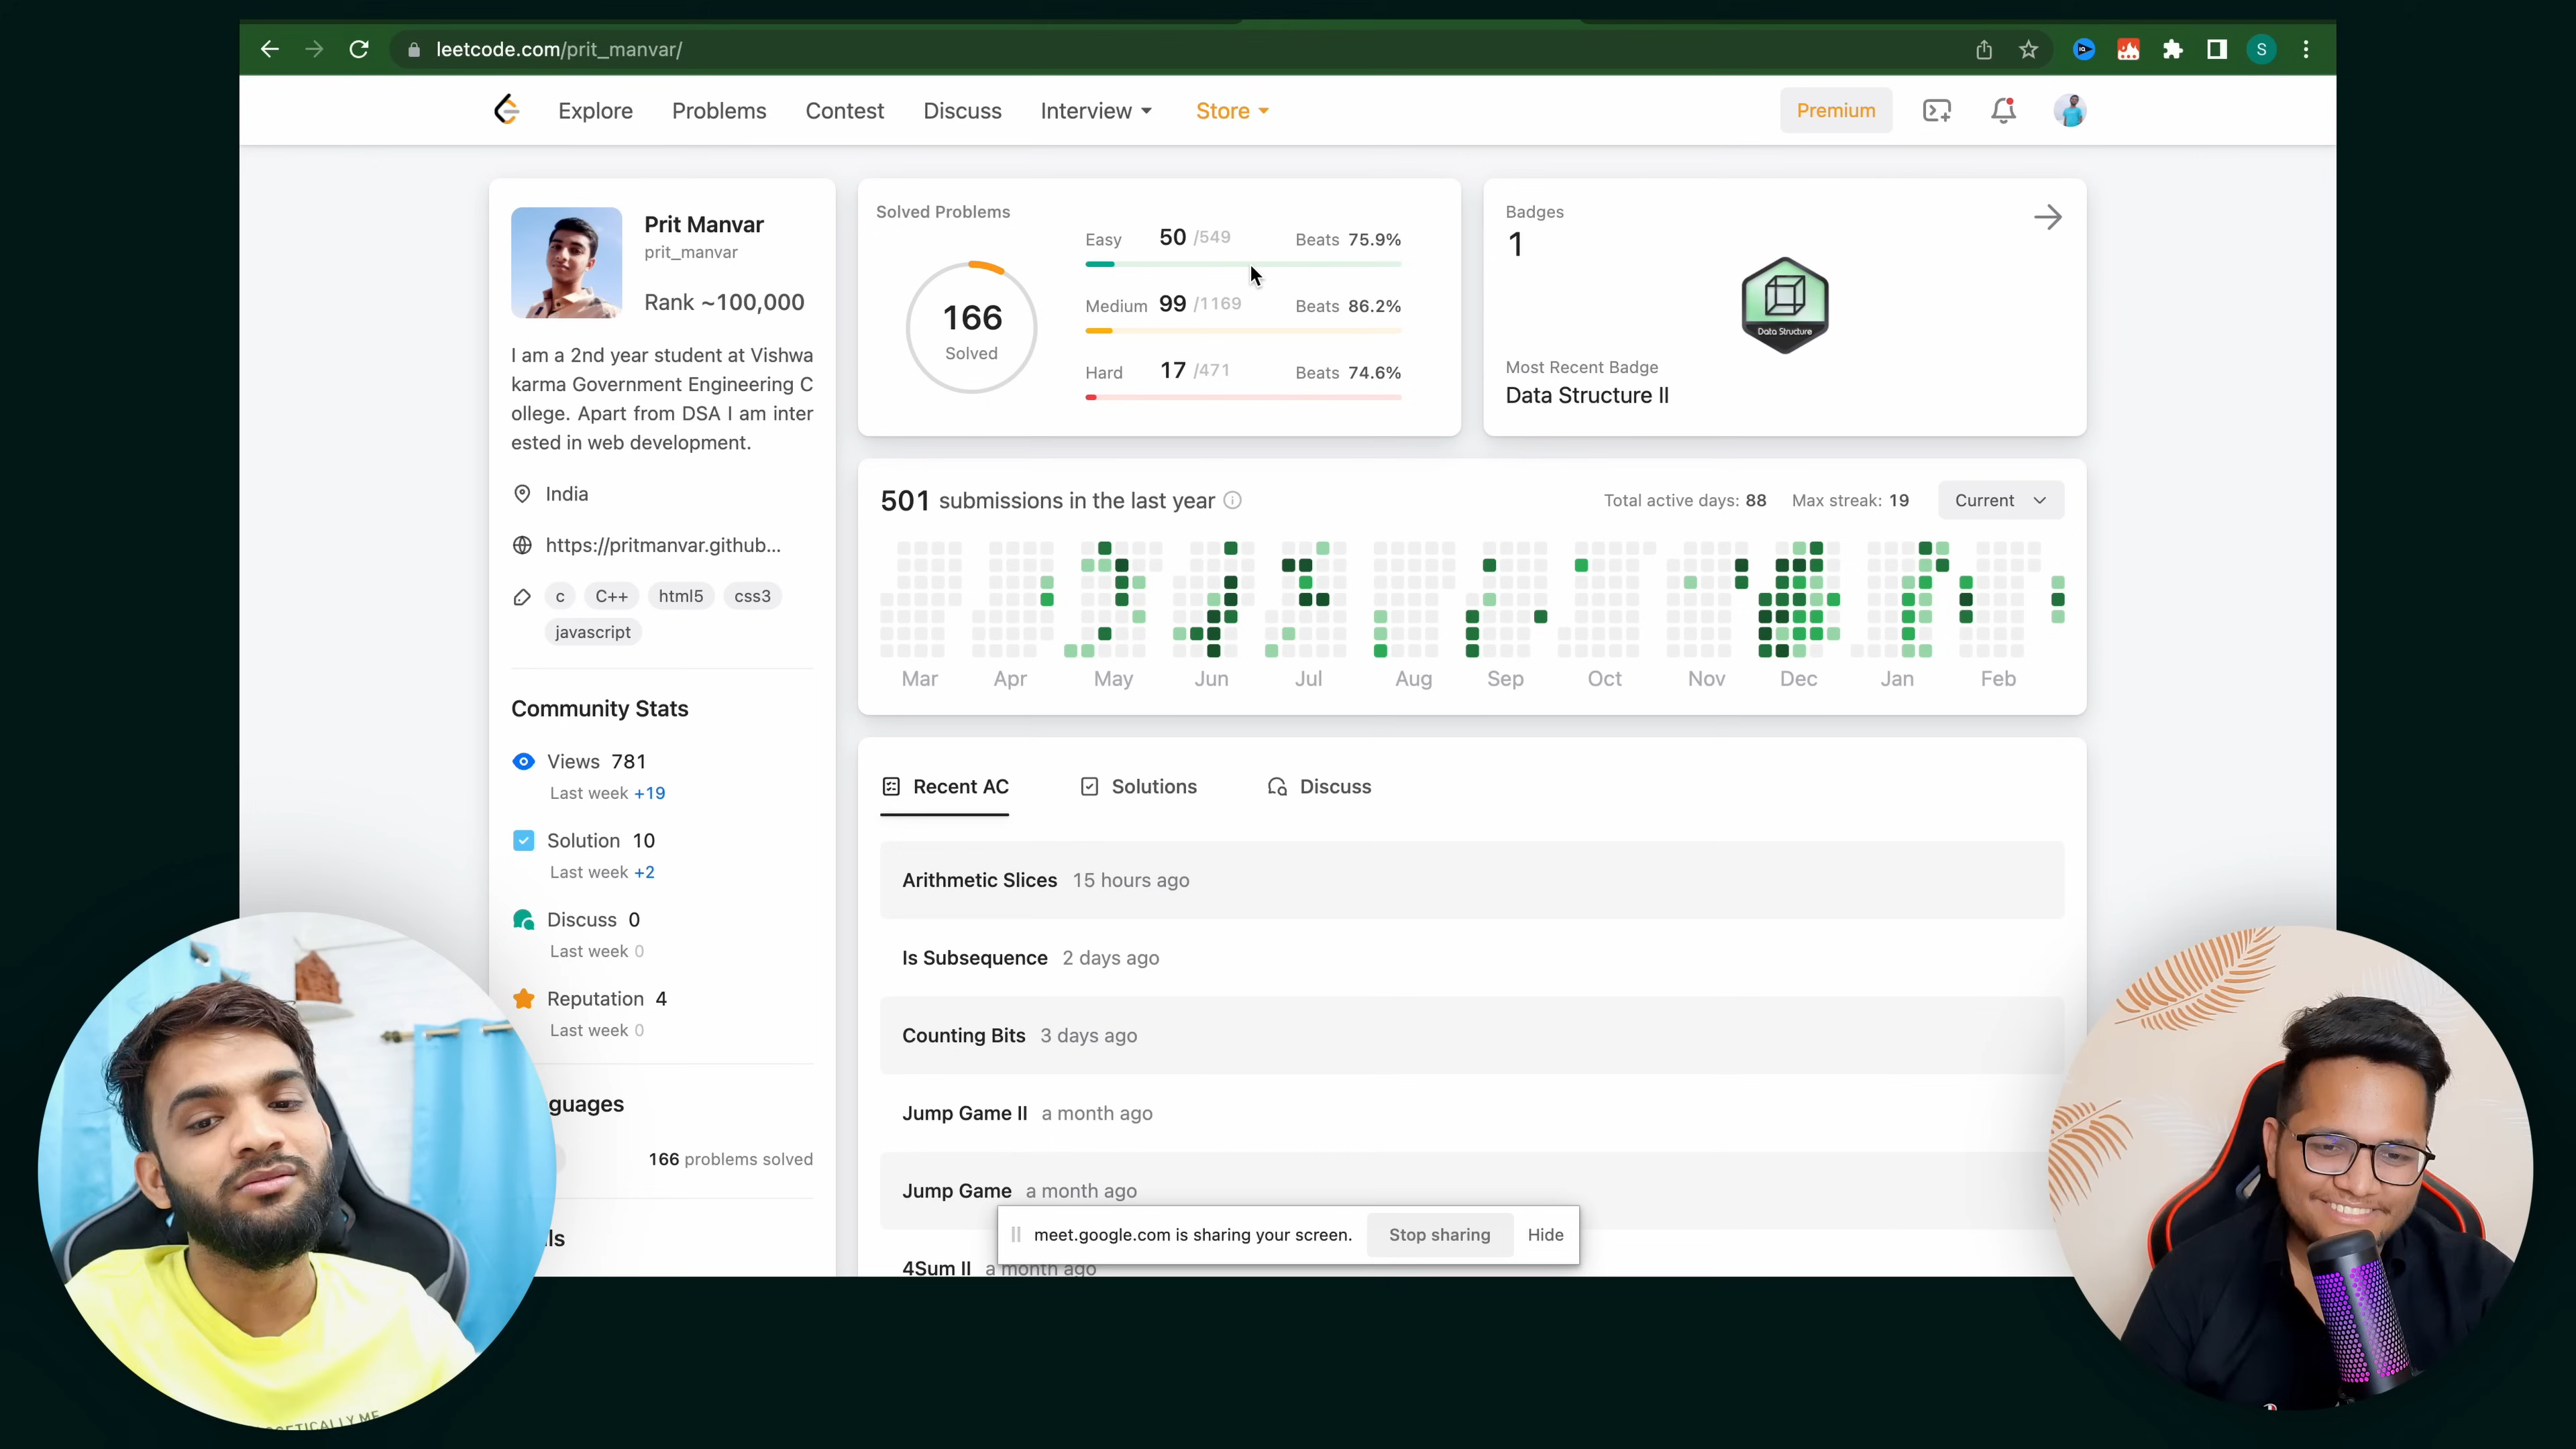 leetcode.com/prit_manvar/
S
Explore Problems Contest Discuss Interview Store Premium
Prit Manvar
prit_manvar
Rank ~100,000
I am a 2nd year student at Vishwa
karma Government Engineering C
ollege. Apart from DSA I am inter
ested in web development.
India
https://pritmanvar.github...
c C++ html5 css3
javascript
Community Stats
Views 781
Last week +19
Solution 10
Last week +2
Discuss 0
Last week 0
Reputation 4
Last week 0
guages
166 problems solved
ls
Solved Problems
166
Solved
Easy 50 /549 Beats 75.9%
Medium 99 /1169 Beats 86.2%
Hard 17 /471 Beats 74.6%
Badges
1
Data Structure
Most Recent Badge
Data Structure II
501 submissions in the last year Total active days: 88 Max streak: 19 Current
Mar Apr May Jun Jul Aug Sep Oct Nov Dec Jan Feb
Recent AC Solutions Discuss
Arithmetic Slices 15 hours ago
Is Subsequence 2 days ago
Counting Bits 3 days ago
Jump Game II a month ago
Jump Game a month ago
4Sum II a month ago
meet.google.com is sharing your screen. Stop sharing Hide